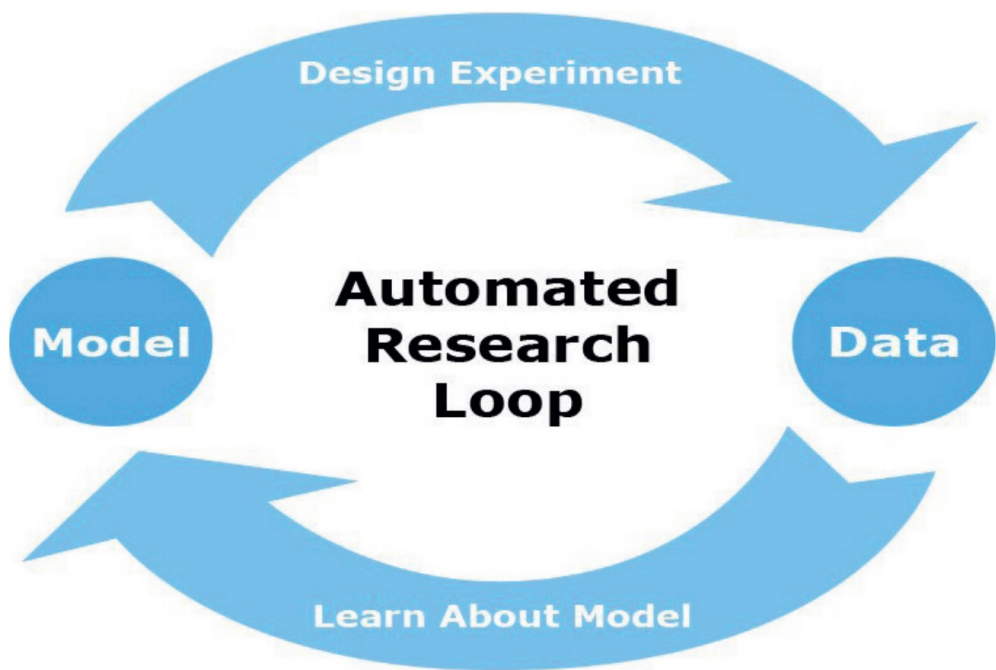 Design Experiment
Automated
Research
Loop
Model
Data
Learn About Model